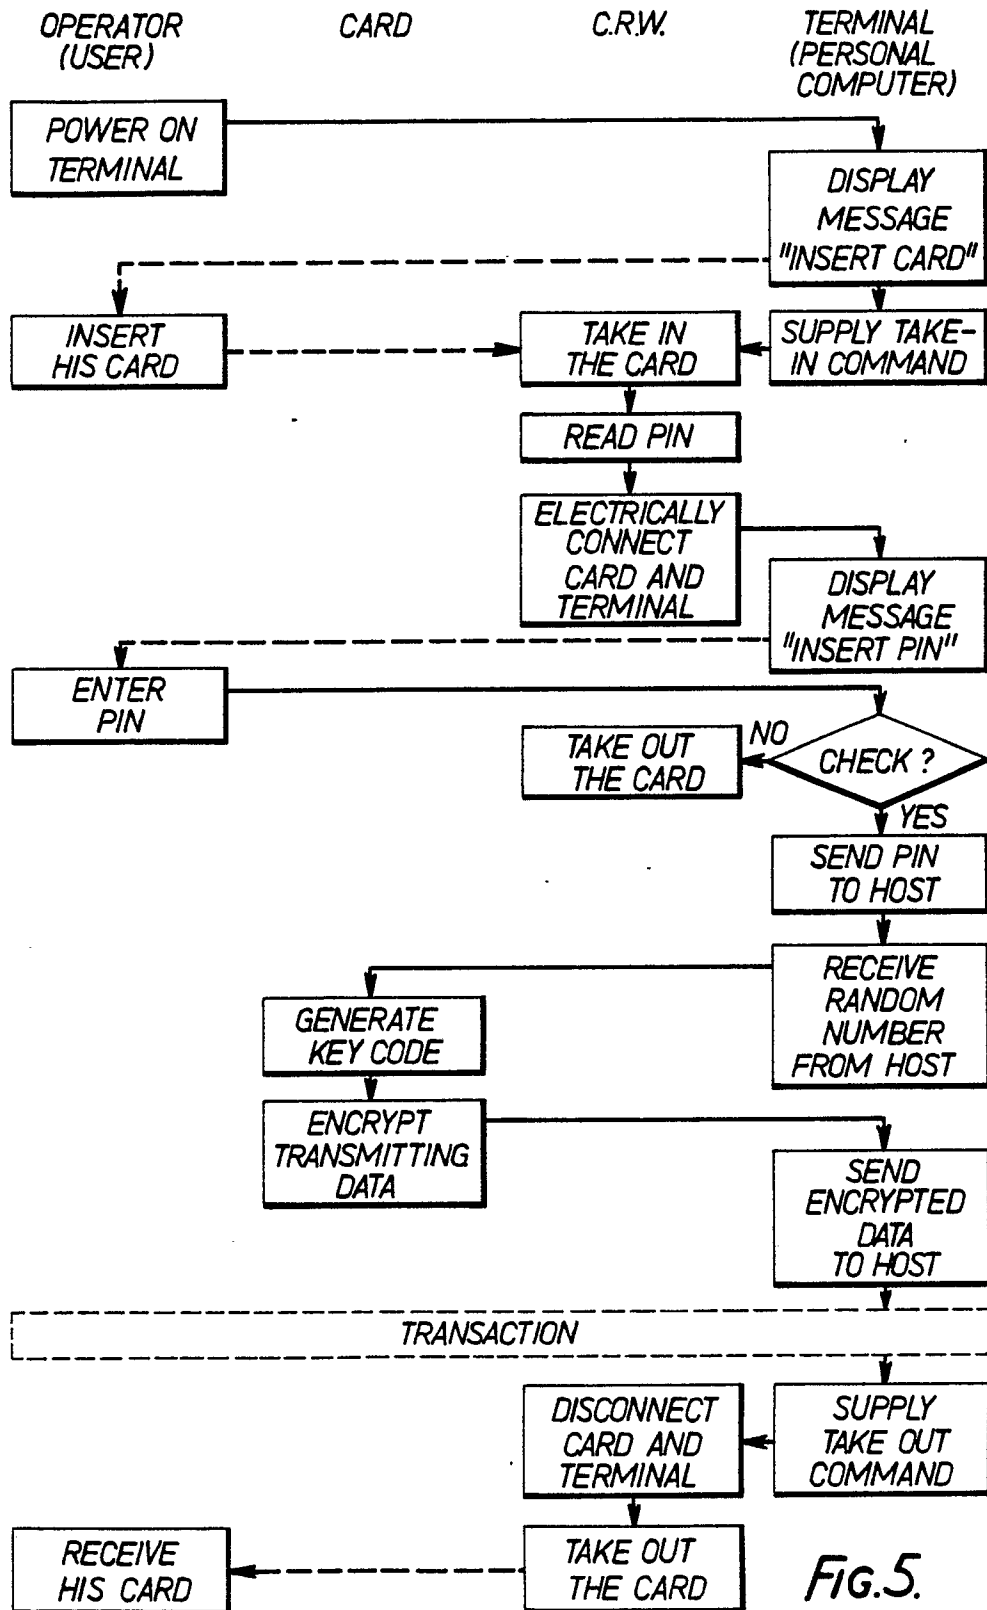 OPERATOR
(USER)
CARD
C.R.W.
TERMINAL
(PERSONAL
COMPUTER)
POWER ON
TERMINAL
DISPLAY
MESSAGE
"INSERT CARD"
INSERT
HIS CARD
TAKE IN
THE CARD
SUPPLY TAKE-
IN COMMAND
READ PIN
ELECTRICALLY
CONNECT
CARD AND
TERMINAL
DISPLAY
MESSAGE
"INSERT PIN"
ENTER
PIN
TAKE OUT
THE CARD
NO
CHECK ?
YES
SEND PIN
TO HOST
RECEIVE
RANDOM
NUMBER
FROM HOST
GENERATE
KEY CODE
ENCRYPT
TRANSMITTING
DATA
SEND
ENCRYPTED
DATA
TO HOST
TRANSACTION
DISCONNECT
CARD AND
TERMINAL
SUPPLY
TAKE OUT
COMMAND
RECEIVE
HIS CARD
TAKE OUT
THE CARD
FIG.5.